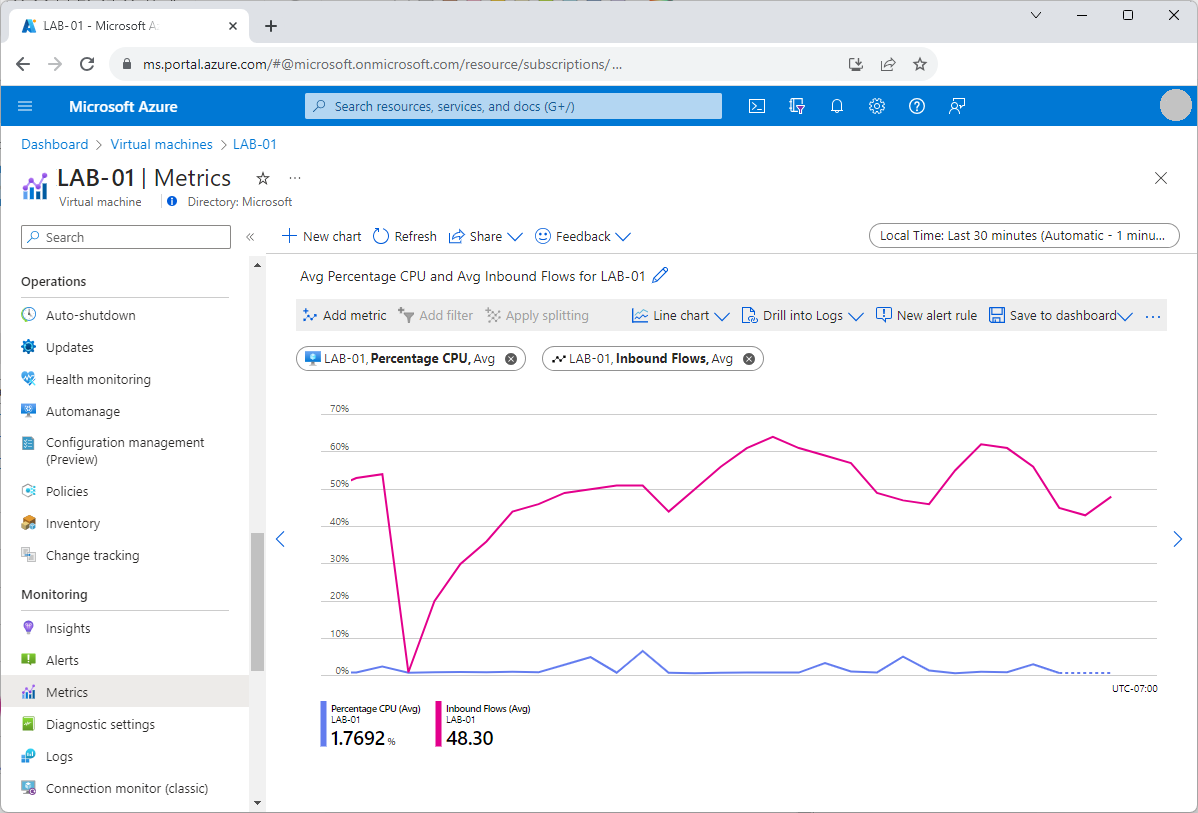 LAB-01 - Microsoft A
ms.portal.azure.com/#@microsoft.onmicrosoft.com/resource/subscriptions/...
Microsoft Azure
Search resources, services, and docs (G+/)
Dashboard > Virtual machines > LAB-01
LAB-01 | Metrics
Virtual machine
Directory: Microsoft
Search
New chart
Refresh
Share
Feedback
Local Time: Last 30 minutes (Automatic - 1 minu...
Operations
Auto-shutdown
Updates
Health monitoring
Automanage
Configuration management
(Preview)
Policies
Inventory
Change tracking
Monitoring
Insights
Alerts
Metrics
Diagnostic settings
Logs
Connection monitor (classic)
Avg Percentage CPU and Avg Inbound Flows for LAB-01
Add metric
Add filter
Apply splitting
Line chart
Drill into Logs
New alert rule
Save to dashboard
LAB-01, Percentage CPU, Avg
LAB-01, Inbound Flows, Avg
70%
60%
50%
40%
30%
20%
10%
0%
UTC-07:00
Percentage CPU (Avg)
LAB-01
1.7692 %
Inbound Flows (Avg)
LAB-01
48.30